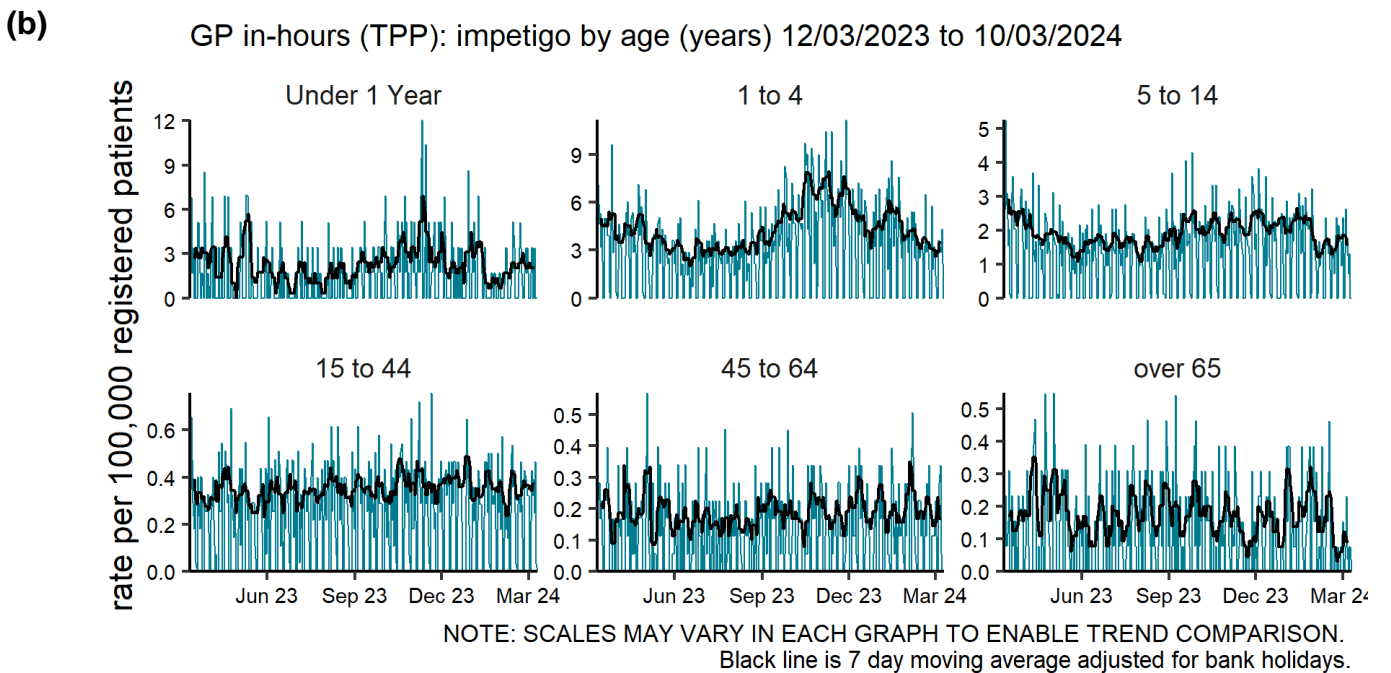 (b)
GP in-hours (TPP): impetigo by age (years) 12/03/2023 to 10/03/2024
rate per 100,000 registered patients
Under 1 Year
1 to 4
5 to 14
12
9
6
3
0
9
6
3
0
5
4
3
2
1
0
15 to 44
45 to 64
over 65
0.6
0.4
0.2
0.0
0.5
0.4
0.3
0.2
0.1
0.0
0.5
0.4
0.3
0.2
0.1
0.0
Jun 23 Sep 23 Dec 23 Mar 24
Jun 23 Sep 23 Dec 23 Mar 24
Jun 23 Sep 23 Dec 23 Mar 24
NOTE: SCALES MAY VARY IN EACH GRAPH TO ENABLE TREND COMPARISON.
Black line is 7 day moving average adjusted for bank holidays.